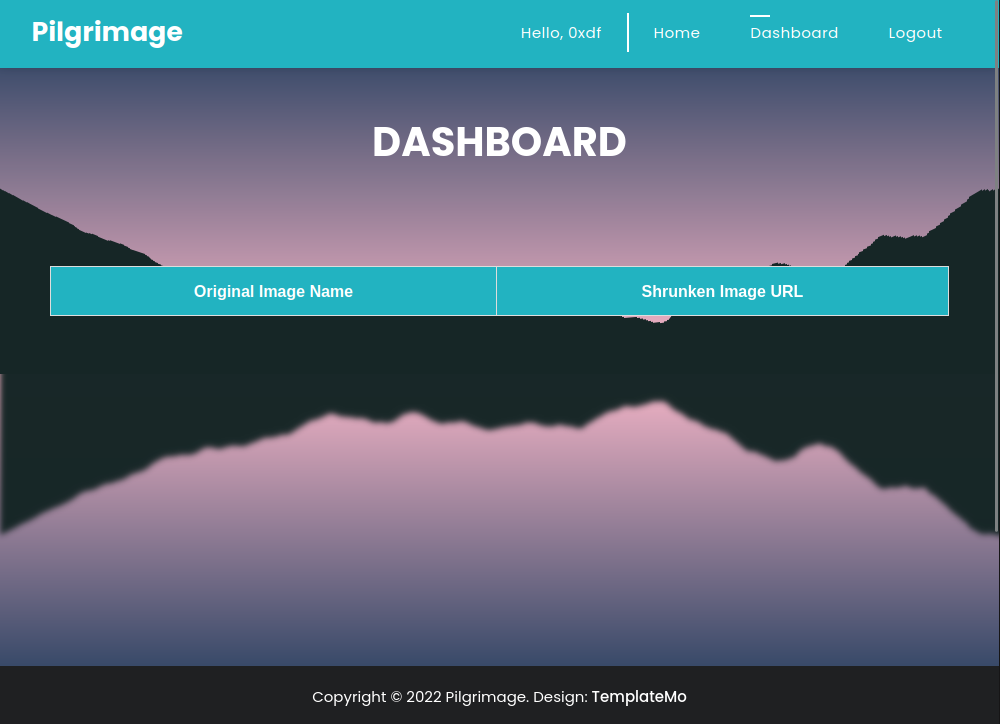 Pilgrimage
Hello, 0xdf
Home
Dashboard
Logout
DASHBOARD
Original Image Name
Shrunken Image URL
Copyright © 2022 Pilgrimage. Design: TemplateMo